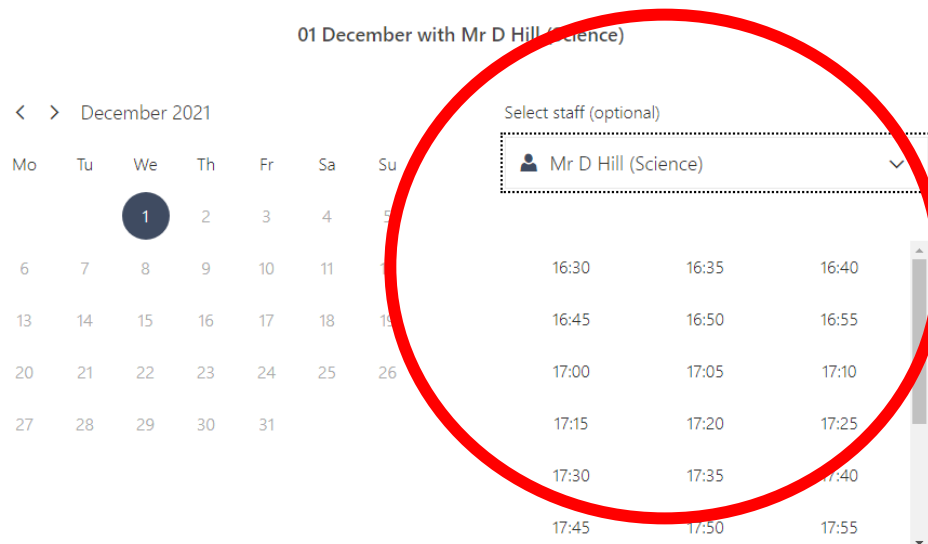 01 December with Mr D Hill (Science)
December 2021
Select staff (optional)
Mo Tu We Th Fr Sa Su
Mr D Hill (Science)
1 2 3 4 5
6 7 8 9 10 11
16:30 16:35 16:40
13 14 15 16 17 18 19
16:45 16:50 16:55
20 21 22 23 24 25 26
17:00 17:05 17:10
27 28 29 30 31
17:15 17:20 17:25
17:30 17:35 17:40
17:45 17:50 17:55